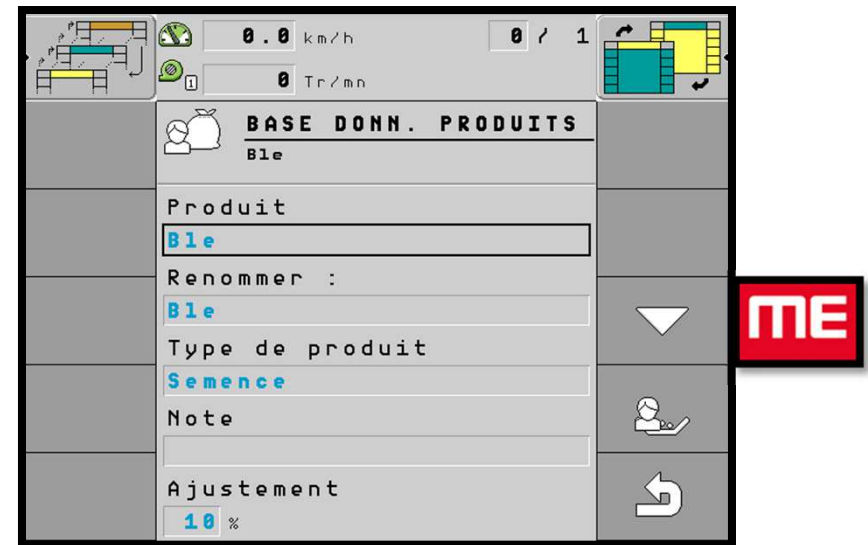 0.0 km/h
0 / 1
1
0 Tr/mn
BASE DONN. PRODUITS
Ble
Produit
Ble
Renommer :
Ble
Type de produit
Semence
Note
Ajustement
10 %
ME